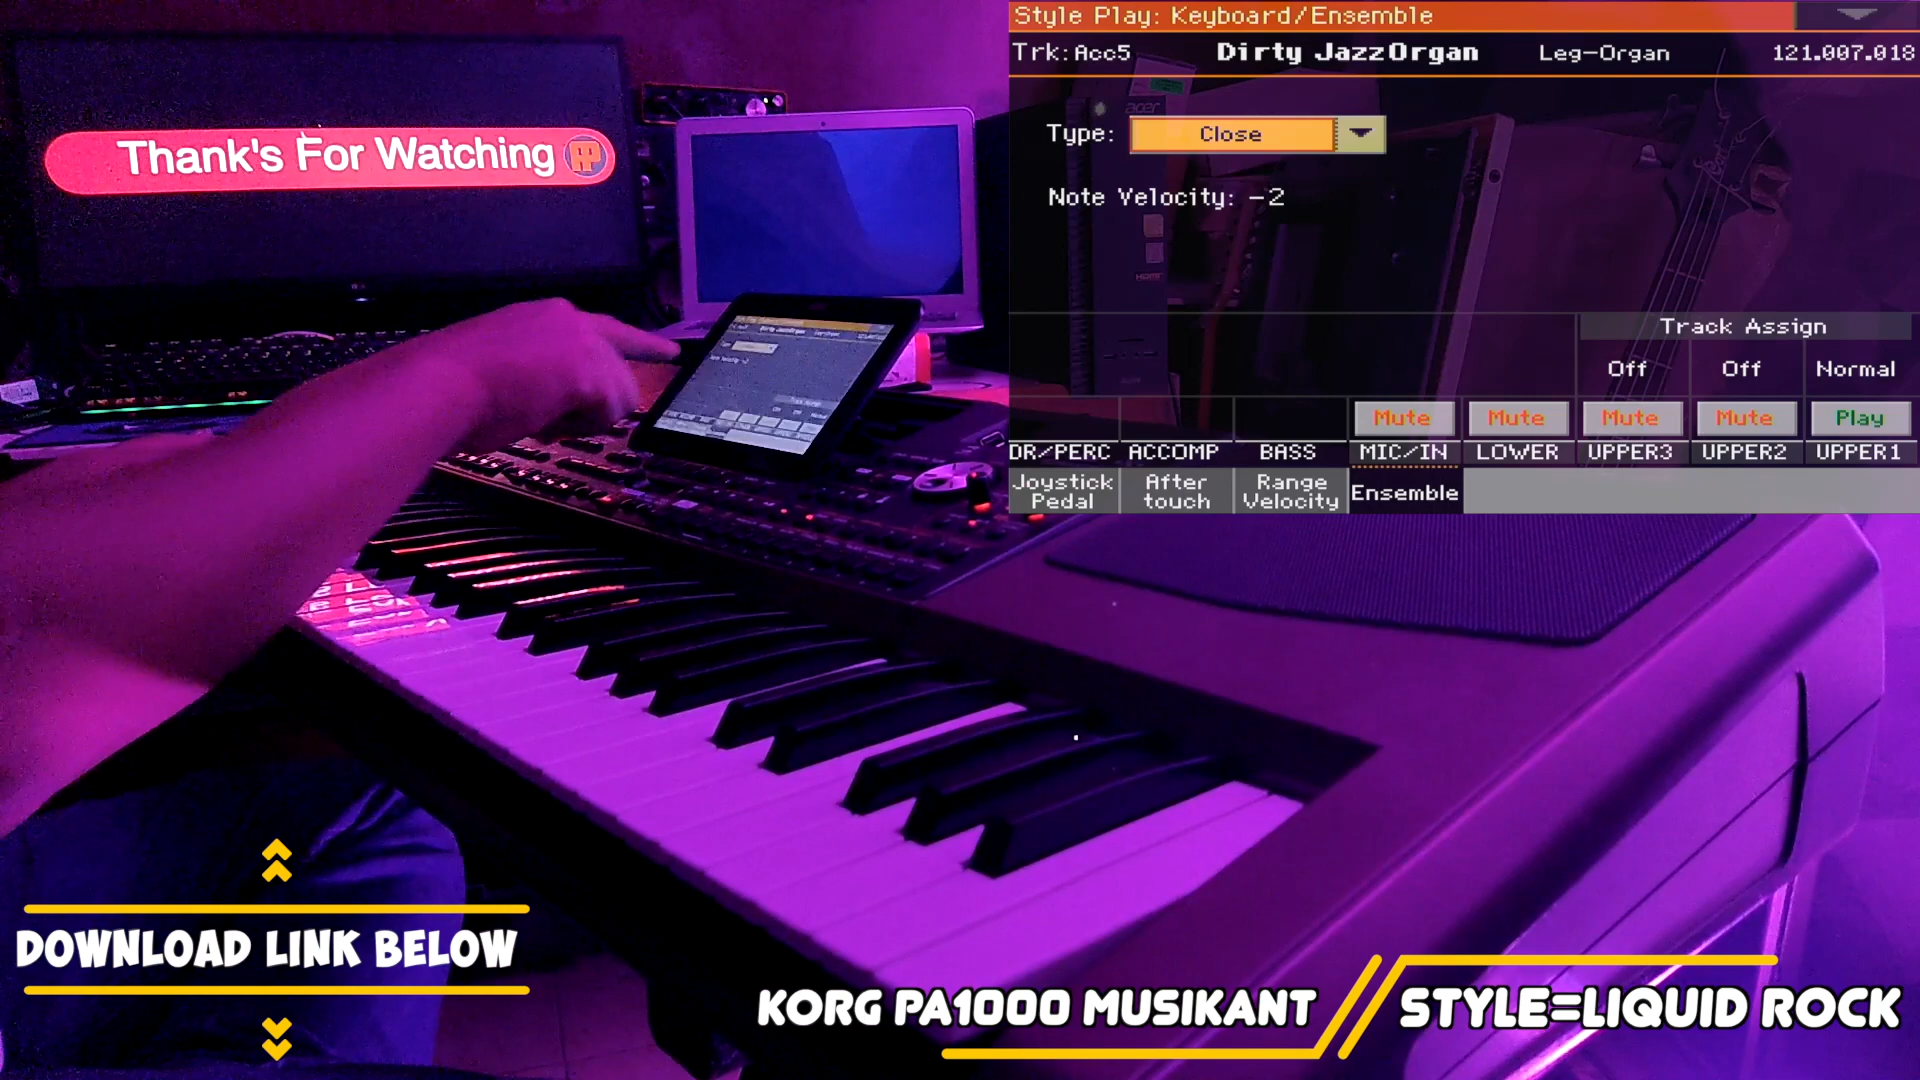 Style Play: Keyboard/Ensemble
Trk:Acc5 Dirty JazzOrgan Leg-Organ 121.007.018
Type: Close
Note Velocity: -2
Track Assign
Off Off Normal
Mute Mute Mute Mute Play
DR/PERC ACCOMP BASS MIC/IN LOWER UPPER3 UPPER2 UPPER1
Joystick Pedal After touch Range Velocity Ensemble
Thank's For Watching
acer
HDMI
DOWNLOAD LINK BELOW
KORG PA1000 MUSIKANT
STYLE=LIQUID ROCK